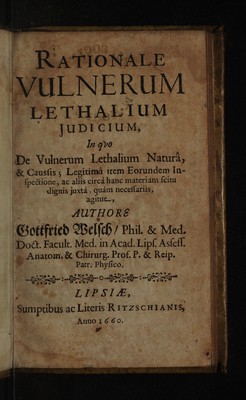 RATIONALE
VULNERUM
LETHALIUM
JUDICIUM,
In qvo
De Vulnerum Lethalium Naturâ,
& Caussis; Legitimâ item Eorundem In-
spectione, ac aliis circâ hanc materiam scitu
dignis juxtà, quàm necessariis,
agitur,
AUTHORE
Gottfried Welsch / Phil. & Med.
Doct. Facult. Med. in Acad. Lips. Assess.
Anatom. & Chirurg. Prof. P. & Reip.
Patr. Physico.
LIPSIÆ,
Sumptibus ac Literis RITZSCHIANIS,
Anno 1660.